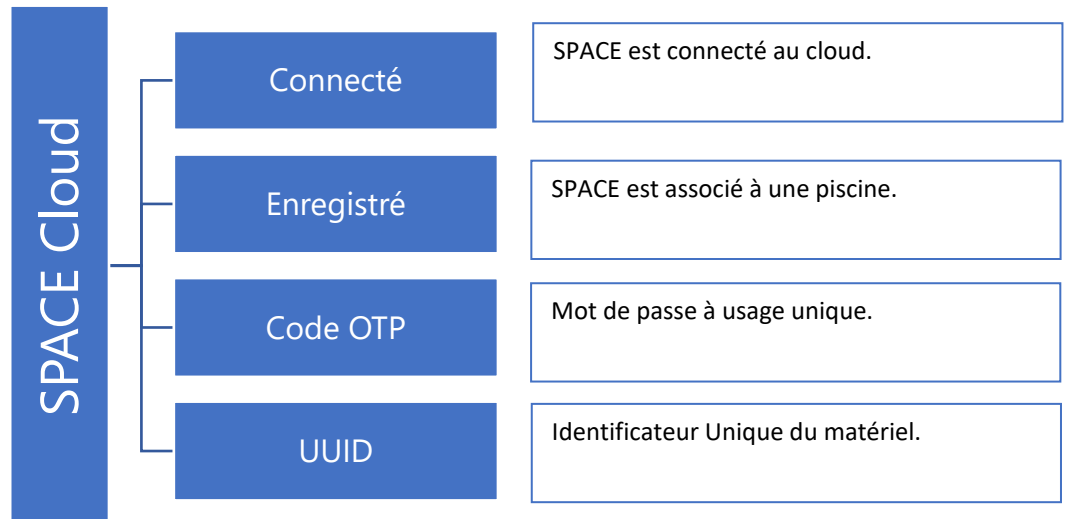 SPACE Cloud
Connecté
SPACE est connecté au cloud.
Enregistré
SPACE est associé à une piscine.
Code OTP
Mot de passe à usage unique.
UUID
Identificateur Unique du matériel.